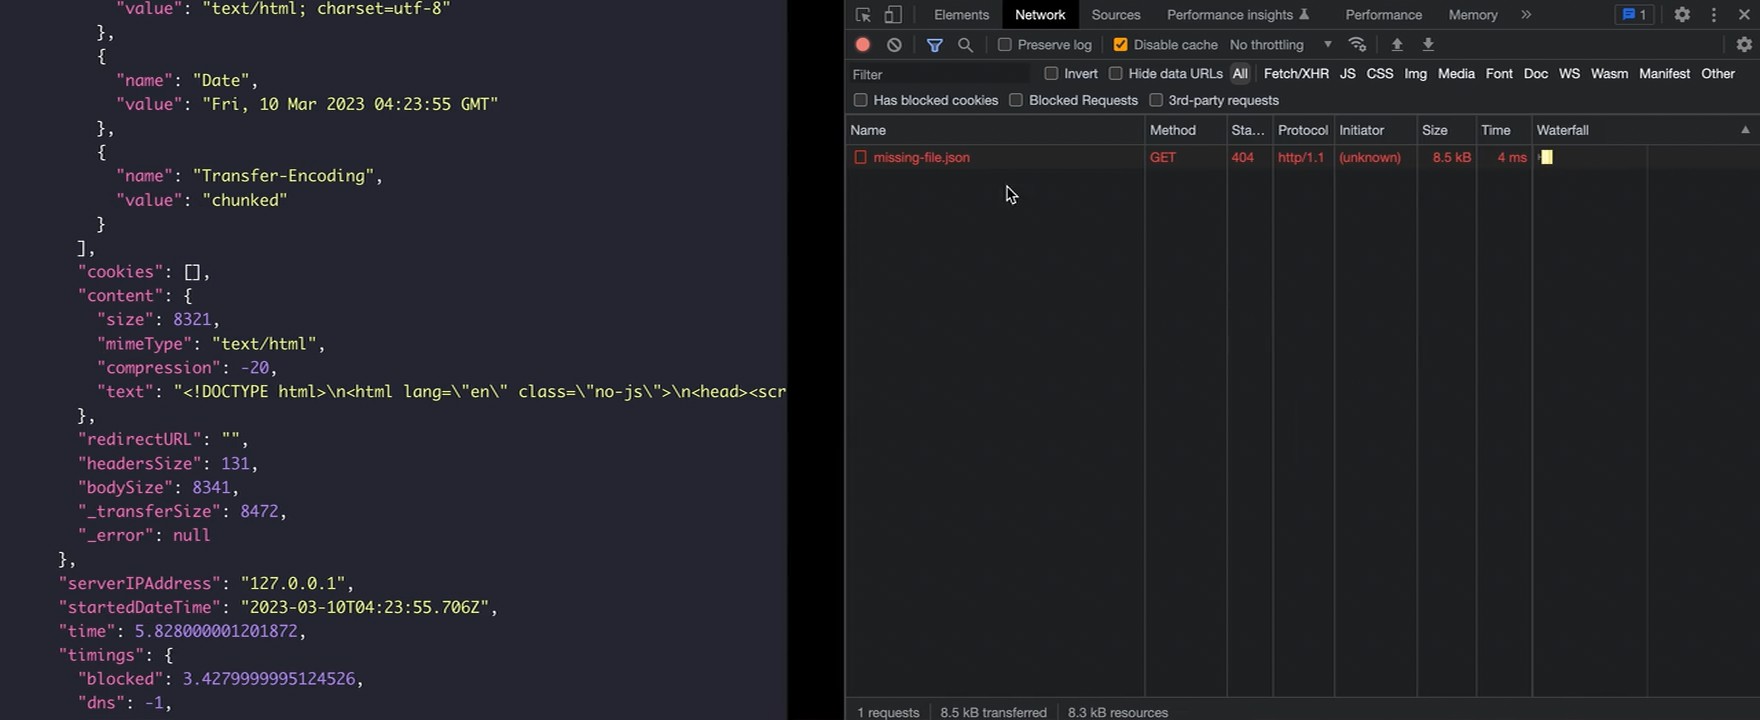 "value": "text/html; charset=utf-8"
},
{
"name": "Date",
"value": "Fri, 10 Mar 2023 04:23:55 GMT"
},
{
"name": "Transfer-Encoding",
"value": "chunked"
}
],
"cookies": [],
"content": {
"size": 8321,
"mimeType": "text/html",
"compression": -20,
"text": "<!DOCTYPE html>\n<html lang=\"en\" class=\"no-js\">\n<head><scr
},
"redirectURL": "",
"headersSize": 131,
"bodySize": 8341,
"_transferSize": 8472,
"_error": null
},
"serverIPAddress": "127.0.0.1",
"startedDateTime": "2023-03-10T04:23:55.706Z",
"time": 5.828000001201872,
"timings": {
"blocked": 3.4279999995124526,
"dns": -1,
Elements Network Sources Performance insights Performance Memory » 1
Preserve log Disable cache No throttling
Filter Invert Hide data URLs All Fetch/XHR JS CSS Img Media Font Doc WS Wasm Manifest Other
Has blocked cookies Blocked Requests 3rd-party requests
Name Method Sta... Protocol Initiator Size Time Waterfall
missing-file.json GET 404 http/1.1 (unknown) 8.5 kB 4 ms
1 requests 8.5 kB transferred 8.3 kB resources